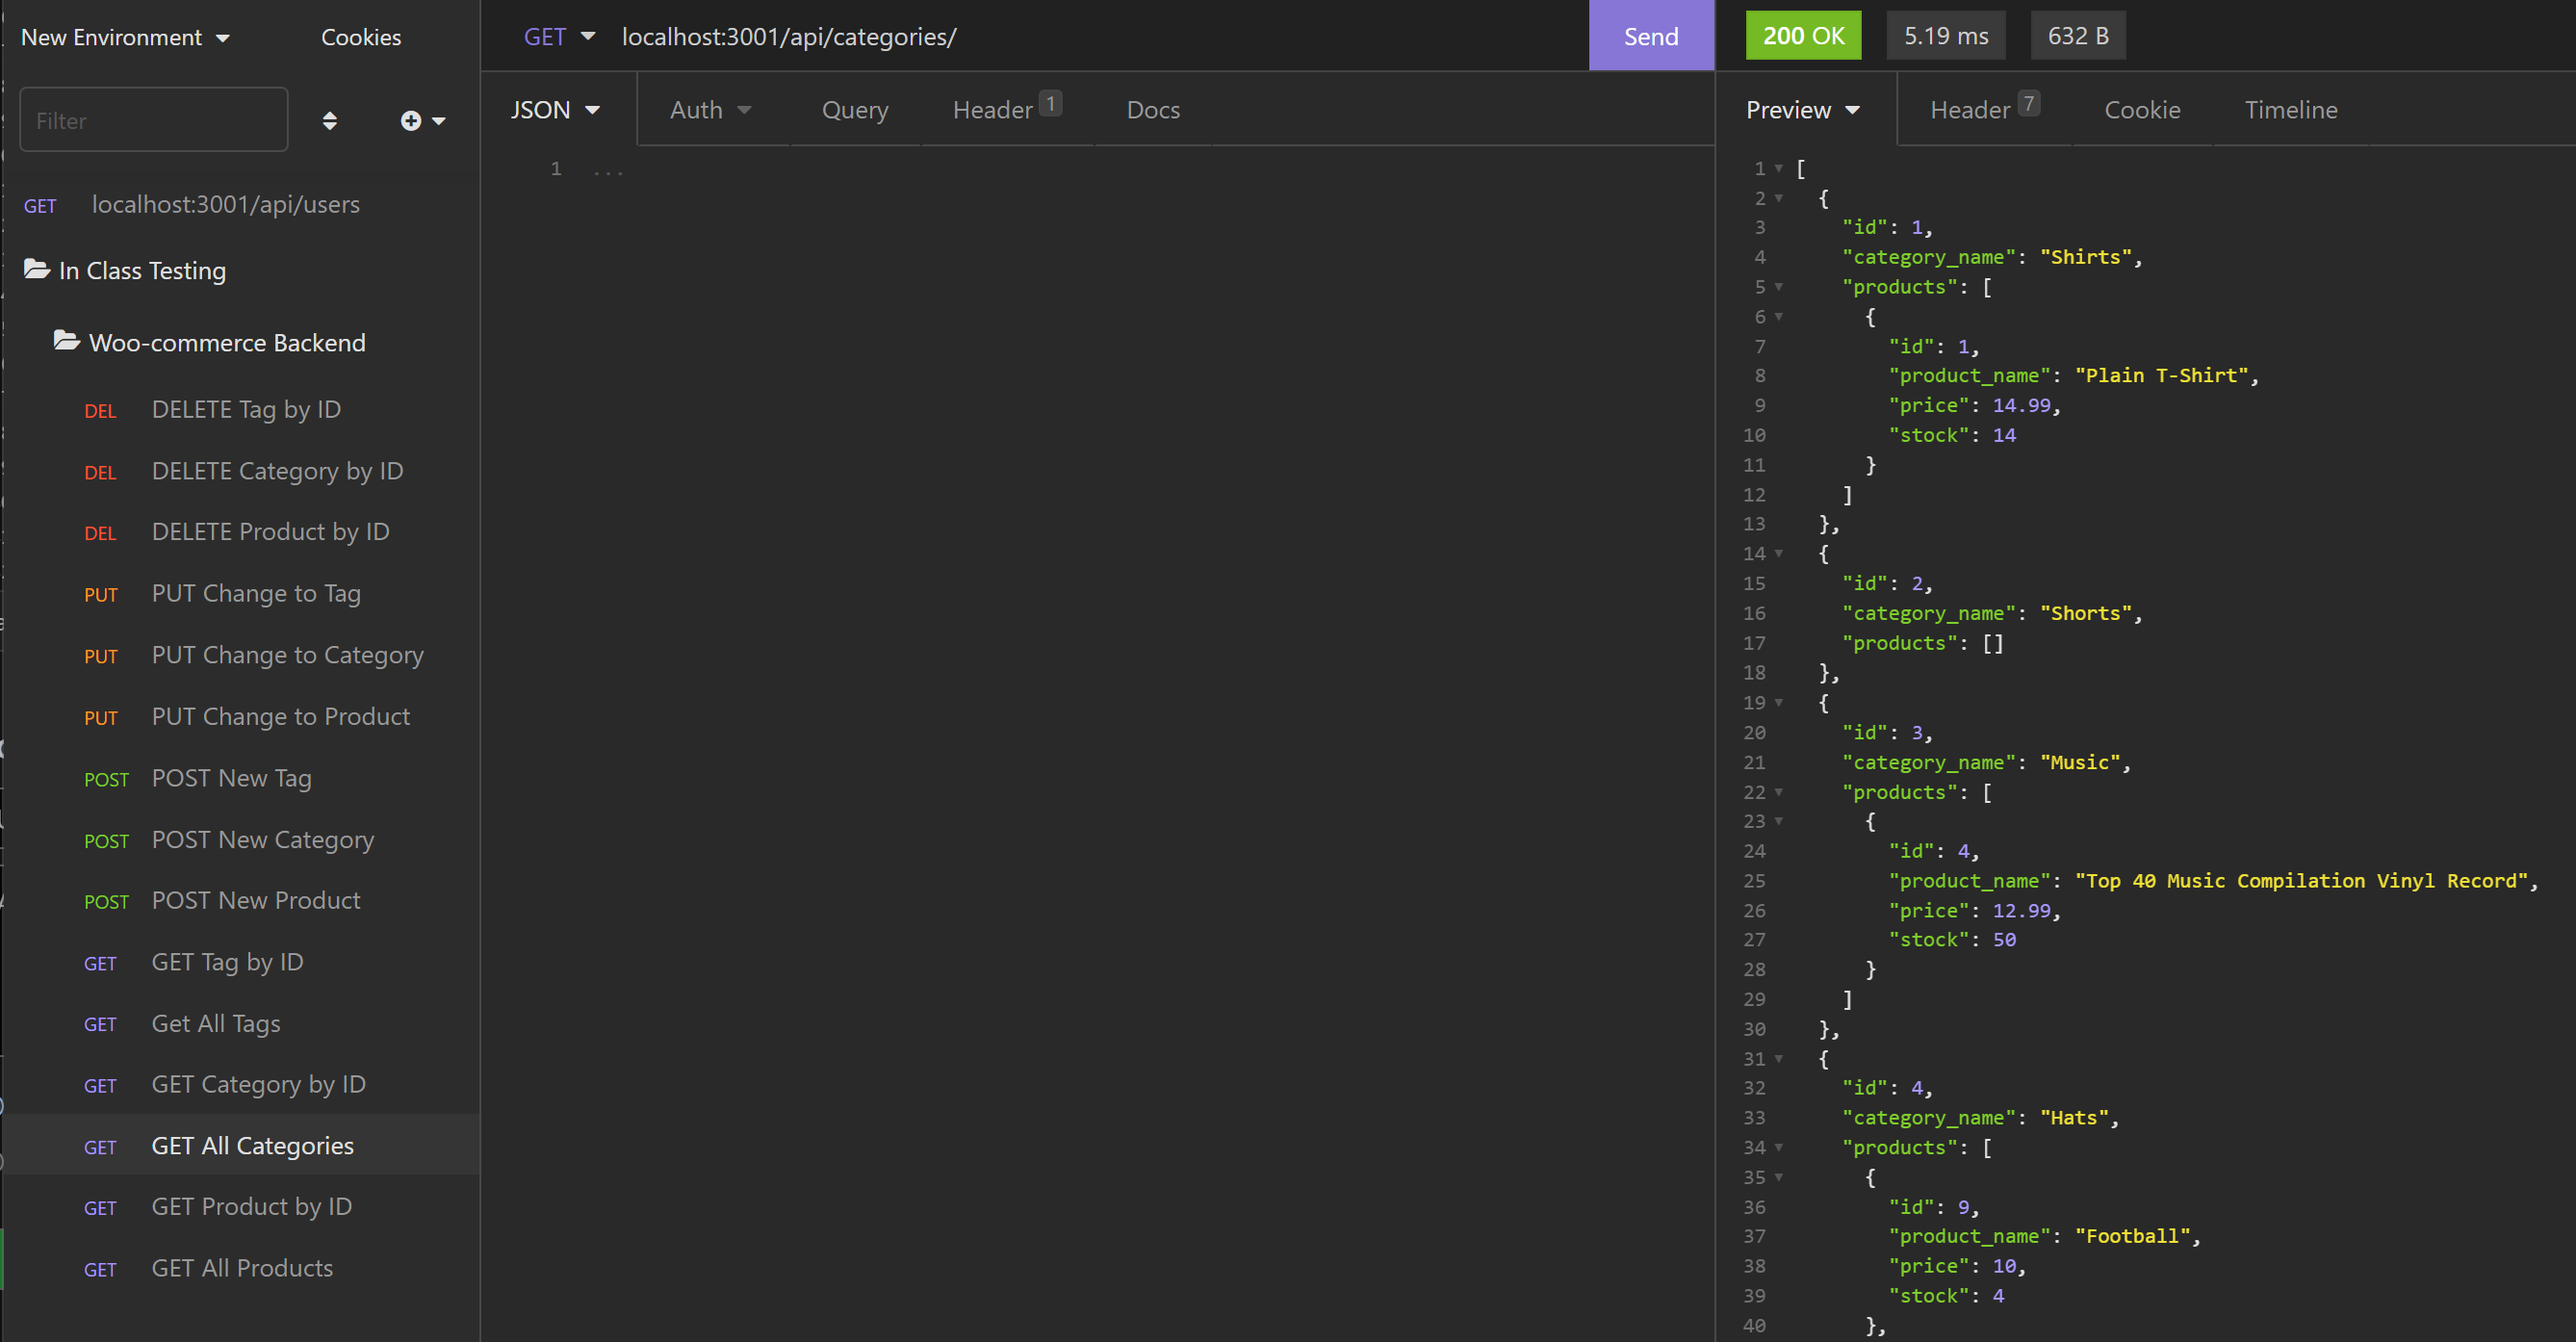 New Environment Cookies
Filter
GET localhost:3001/api/users
In Class Testing
Woo-commerce Backend
DEL DELETE Tag by ID
DEL DELETE Category by ID
DEL DELETE Product by ID
PUT PUT Change to Tag
PUT PUT Change to Category
PUT PUT Change to Product
POST POST New Tag
POST POST New Category
POST POST New Product
GET GET Tag by ID
GET Get All Tags
GET GET Category by ID
GET GET All Categories
GET GET Product by ID
GET GET All Products
GET localhost:3001/api/categories/ Send
JSON Auth Query Header 1 Docs
1 ...
200 OK 5.19 ms 632 B
Preview Header 7 Cookie Timeline
1 [
2 {
3 "id": 1,
4 "category_name": "Shirts",
5 "products": [
6 {
7 "id": 1,
8 "product_name": "Plain T-Shirt",
9 "price": 14.99,
10 "stock": 14
11 }
12 ]
13 },
14 {
15 "id": 2,
16 "category_name": "Shorts",
17 "products": []
18 },
19 {
20 "id": 3,
21 "category_name": "Music",
22 "products": [
23 {
24 "id": 4,
25 "product_name": "Top 40 Music Compilation Vinyl Record",
26 "price": 12.99,
27 "stock": 50
28 }
29 ]
30 },
31 {
32 "id": 4,
33 "category_name": "Hats",
34 "products": [
35 {
36 "id": 9,
37 "product_name": "Football",
38 "price": 10,
39 "stock": 4
40 },